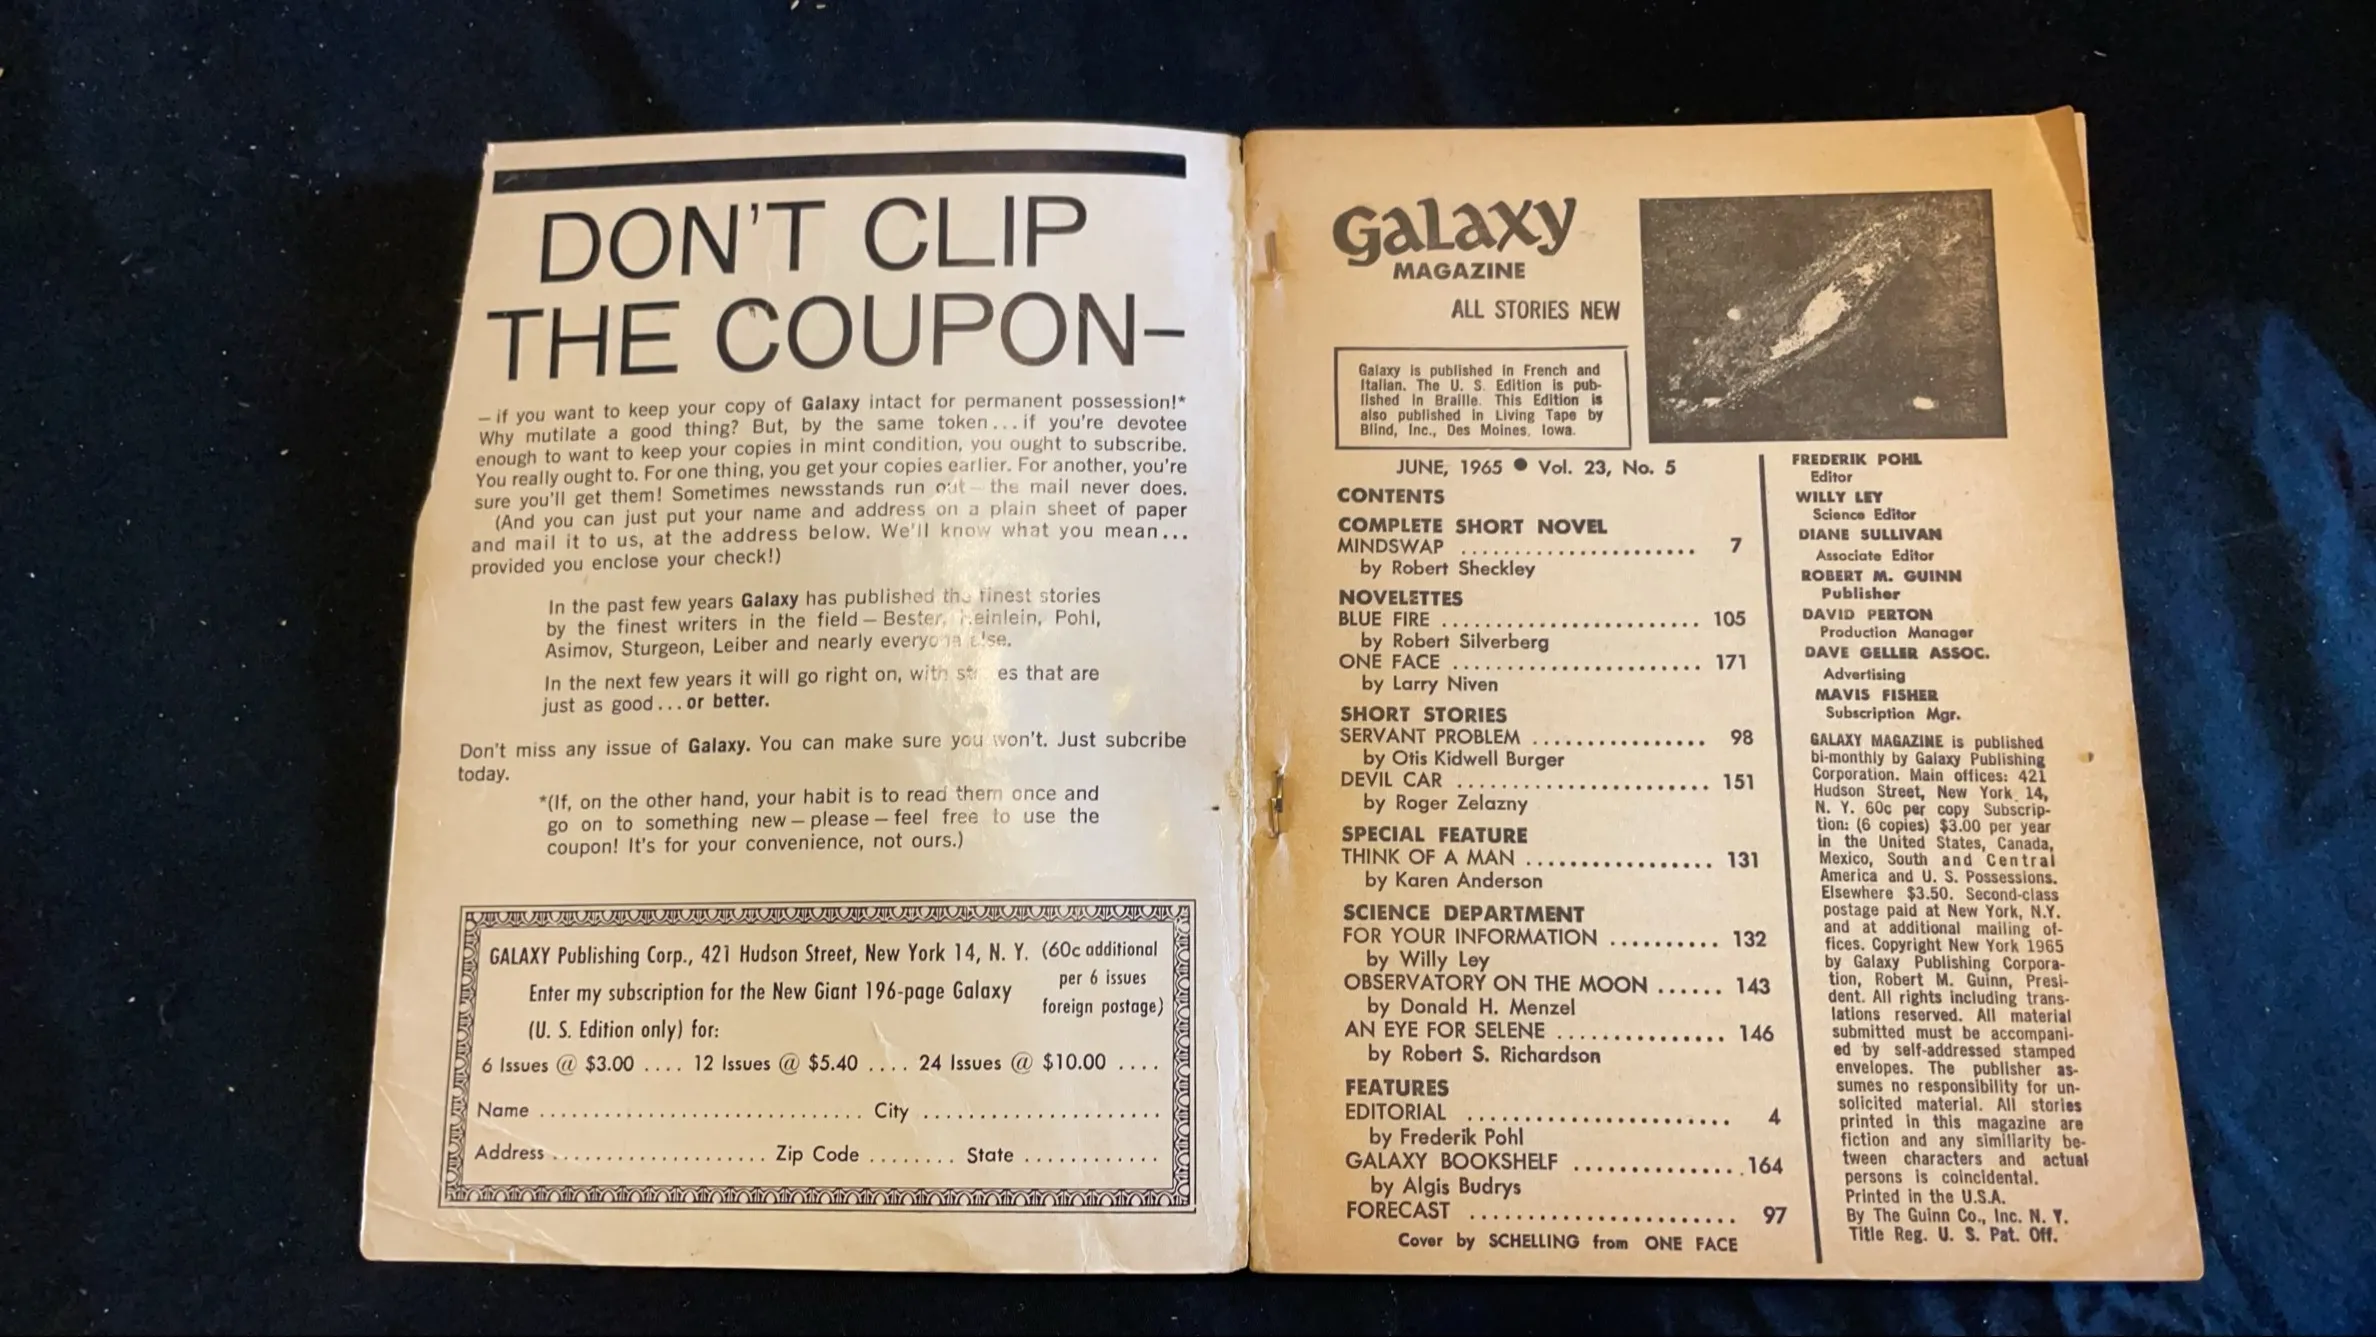 DON'T CLIP
THE COUPON–
— if you want to keep your copy of Galaxy intact for permanent possession!*
Why mutilate a good thing? But, by the same token...if you're devotee
enough to want to keep your copies in mint condition, you ought to subscribe.
You really ought to. For one thing, you get your copies earlier. For another, you're
sure you'll get them! Sometimes newsstands run out — the mail never does.
(And you can just put your name and address on a plain sheet of paper
and mail it to us, at the address below. We'll know what you mean...
provided you enclose your check!)
In the past few years Galaxy has published the finest stories
by the finest writers in the field — Bester, Heinlein, Pohl,
Asimov, Sturgeon, Leiber and nearly everyone else.
In the next few years it will go right on, with stories that are
just as good...or better.
Don't miss any issue of Galaxy. You can make sure you won't. Just subcribe
today.
*(If, on the other hand, your habit is to read them once and
go on to something new — please — feel free to use the
coupon! It's for your convenience, not ours.)
GALAXY Publishing Corp., 421 Hudson Street, New York 14, N. Y. (60c additional
per 6 issues
Enter my subscription for the New Giant 196-page Galaxy
foreign postage)
(U. S. Edition only) for:
6 Issues @ $3.00 .... 12 Issues @ $5.40 .... 24 Issues @ $10.00 ....
Name .............................. City ......................
Address .................... Zip Code ........ State .............
Galaxy
MAGAZINE
ALL STORIES NEW
Galaxy is published in French and
Italian. The U. S. Edition is pub-
lished in Braille. This Edition is
also published in Living Tape by
Blind, Inc., Des Moines, Iowa.
JUNE, 1965 ● Vol. 23, No. 5
CONTENTS
COMPLETE SHORT NOVEL
MINDSWAP ...................... 7
by Robert Sheckley
NOVELETTES
BLUE FIRE ........................ 105
by Robert Silverberg
ONE FACE ....................... 171
by Larry Niven
SHORT STORIES
SERVANT PROBLEM ................ 98
by Otis Kidwell Burger
DEVIL CAR ....................... 151
by Roger Zelazny
SPECIAL FEATURE
THINK OF A MAN ................. 131
by Karen Anderson
SCIENCE DEPARTMENT
FOR YOUR INFORMATION .......... 132
by Willy Ley
OBSERVATORY ON THE MOON ...... 143
by Donald H. Menzel
AN EYE FOR SELENE ............... 146
by Robert S. Richardson
FEATURES
EDITORIAL ........................ 4
by Frederik Pohl
GALAXY BOOKSHELF ................ 164
by Algis Budrys
FORECAST ........................ 97
Cover by SCHELLING from ONE FACE
FREDERIK POHL
Editor
WILLY LEY
Science Editor
DIANE SULLIVAN
Associate Editor
ROBERT M. GUINN
Publisher
DAVID PERTON
Production Manager
DAVE GELLER ASSOC.
Advertising
MAVIS FISHER
Subscription Mgr.
GALAXY MAGAZINE is published
bi-monthly by Galaxy Publishing
Corporation. Main offices: 421
Hudson Street, New York 14,
N. Y. 60c per copy Subscrip-
tion: (6 copies) $3.00 per year
in the United States, Canada,
Mexico, South and Central
America and U. S. Possessions.
Elsewhere $3.50. Second-class
postage paid at New York, N.Y.
and at additional mailing of-
fices. Copyright New York 1965
by Galaxy Publishing Corpora-
tion, Robert M. Guinn, Presi-
dent. All rights including trans-
lations reserved. All material
submitted must be accompani-
ed by self-addressed stamped
envelopes. The publisher as-
sumes no responsibility for un-
solicited material. All stories
printed in this magazine are
fiction and any similiarity be-
tween characters and actual
persons is coincidental.
Printed in the U.S.A.
By The Guinn Co., Inc. N. Y.
Title Reg. U. S. Pat. Off.